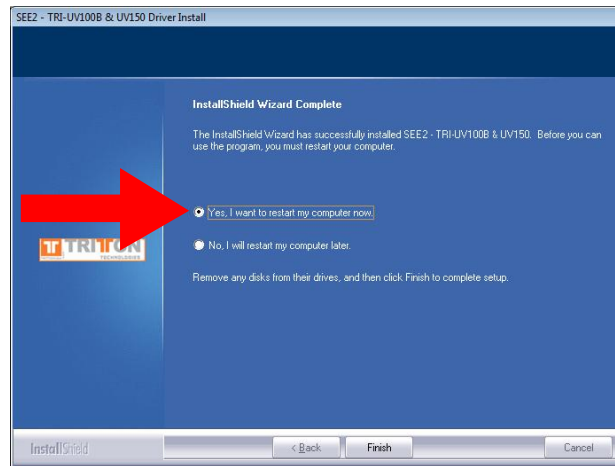 SEE2 - TRI-UV100B & UV150 Driver Install
InstallShield Wizard Complete
The InstallShield Wizard has successfully installed SEE2 - TRI-UV100B & UV150. Before you can
use the program, you must restart your computer.
Yes, I want to restart my computer now.
No, I will restart my computer later.
TRITTON
TECHNOLOGIES
Remove any disks from their drives, and then click Finish to complete setup.
InstallShield
< Back
Finish
Cancel